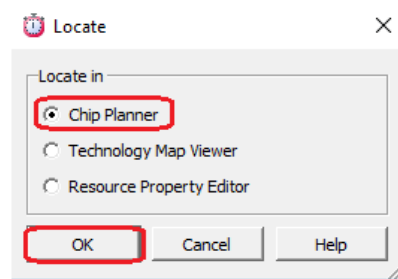 Locate
Locate in
Chip Planner
Technology Map Viewer
Resource Property Editor
OK Cancel Help